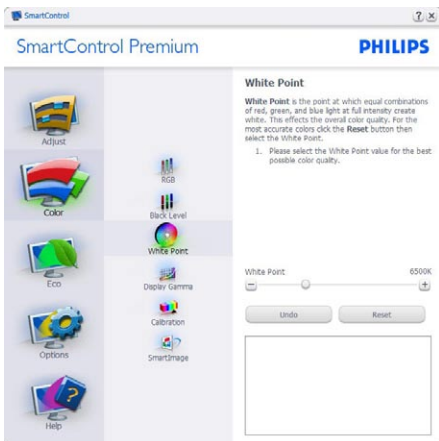 SmartControl
? x
SmartControl Premium
PHILIPS
Adjust
Color
Eco
Options
Help
RGB
Black Level
White Point
Display Gamma
Calibration
SmartImage
White Point
White Point is the point at which equal combinations
of red, green, and blue light at full intensity create
white. This effects the overall color quality. For the
most accurate colors click the Reset button then
select the White Point.
1. Please select the White Point value for the best
possible color quality.
White Point 6500K
Undo Reset